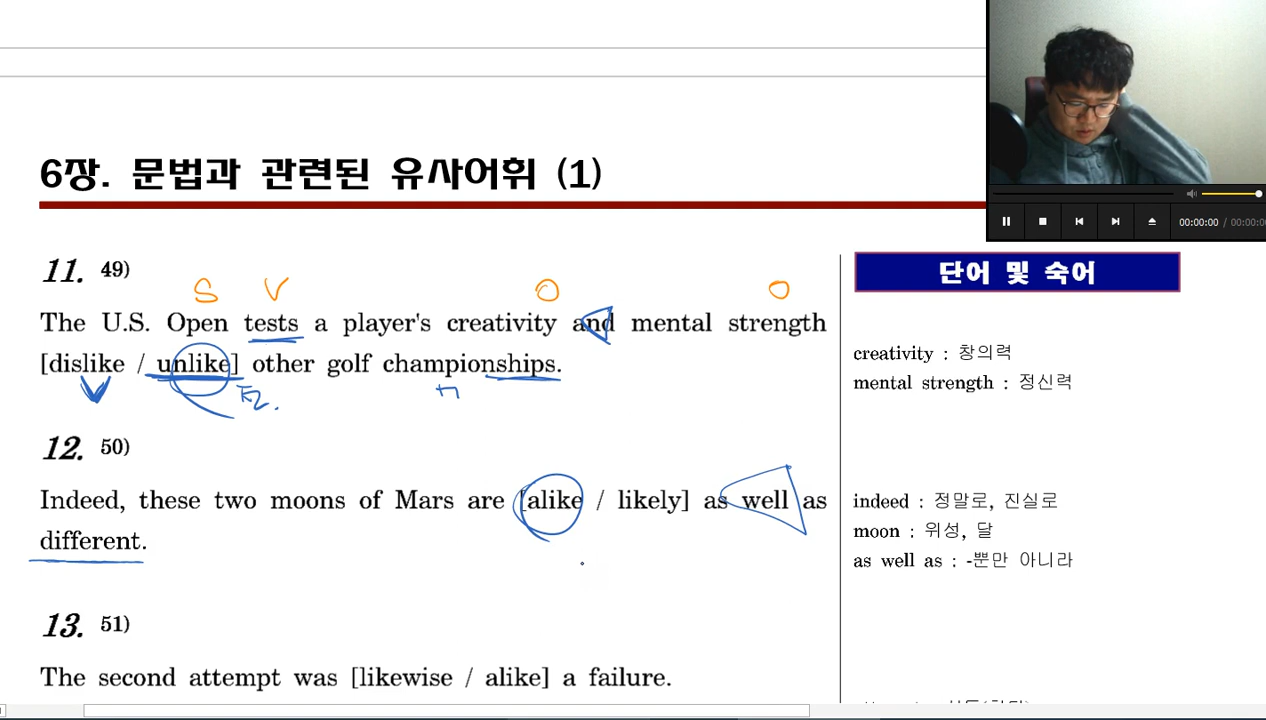 6장. 문법과 관련된 유사어휘 (1)
11. 49)
S V O O
The U.S. Open tests a player's creativity and mental strength
[dislike / unlike] other golf championships.
n
12. 50)
Indeed, these two moons of Mars are [alike / likely] as well as
different.
13. 51)
The second attempt was [likewise / alike] a failure.
00:00:00 / 00:00:0
단어 및 숙어
creativity : 창의력
mental strength : 정신력
indeed : 정말로, 진실로
moon : 위성, 달
as well as : -뿐만 아니라